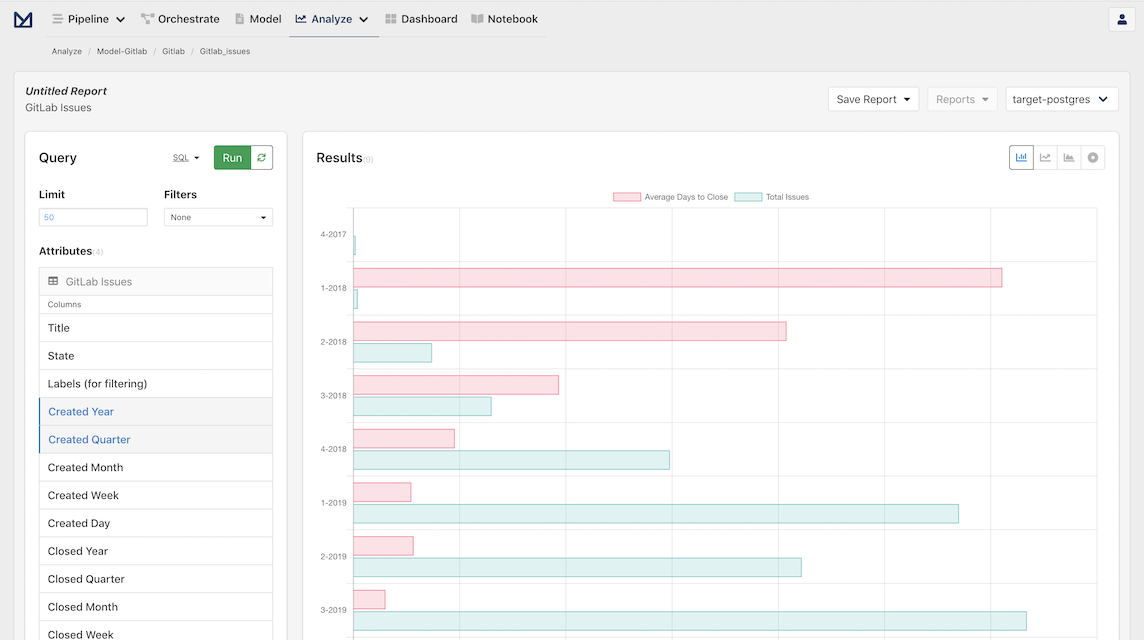 Pipeline Orchestrate Model Analyze Dashboard Notebook
Analyze / Model-Gitlab / Gitlab / Gitlab_issues
Untitled Report
GitLab Issues
Save Report Reports target-postgres
Query SQL Run
Limit Filters
50 None
Attributes(4)
GitLab Issues
Columns
Title
State
Labels (for filtering)
Created Year
Created Quarter
Created Month
Created Week
Created Day
Closed Year
Closed Quarter
Closed Month
Closed Week
Results(9)
Average Days to Close Total Issues
4-2017
1-2018
2-2018
3-2018
4-2018
1-2019
2-2019
3-2019